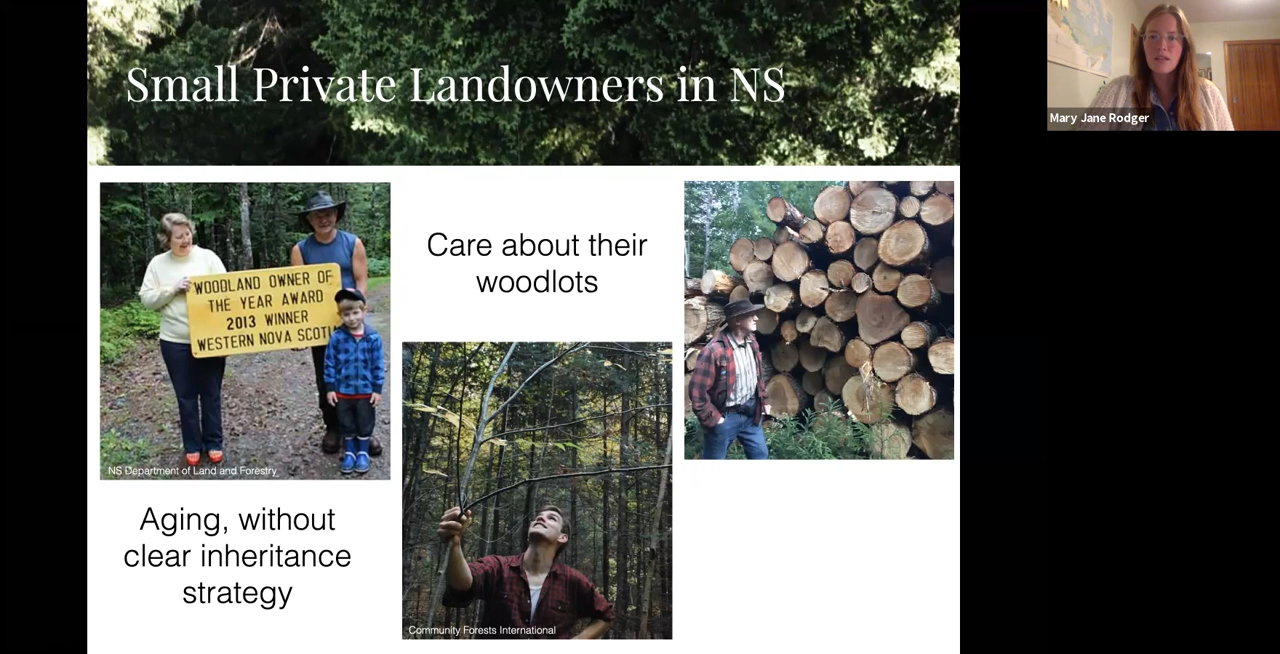 Small Private Landowners in NS
Mary Jane Rodger
WOODLAND OWNER OF
THE YEAR AWARD
2013 WINNER
WESTERN NOVA SCOTI
NS Department of Land and Forestry
Aging, without
clear inheritance
strategy
Care about their
woodlots
Community Forests International